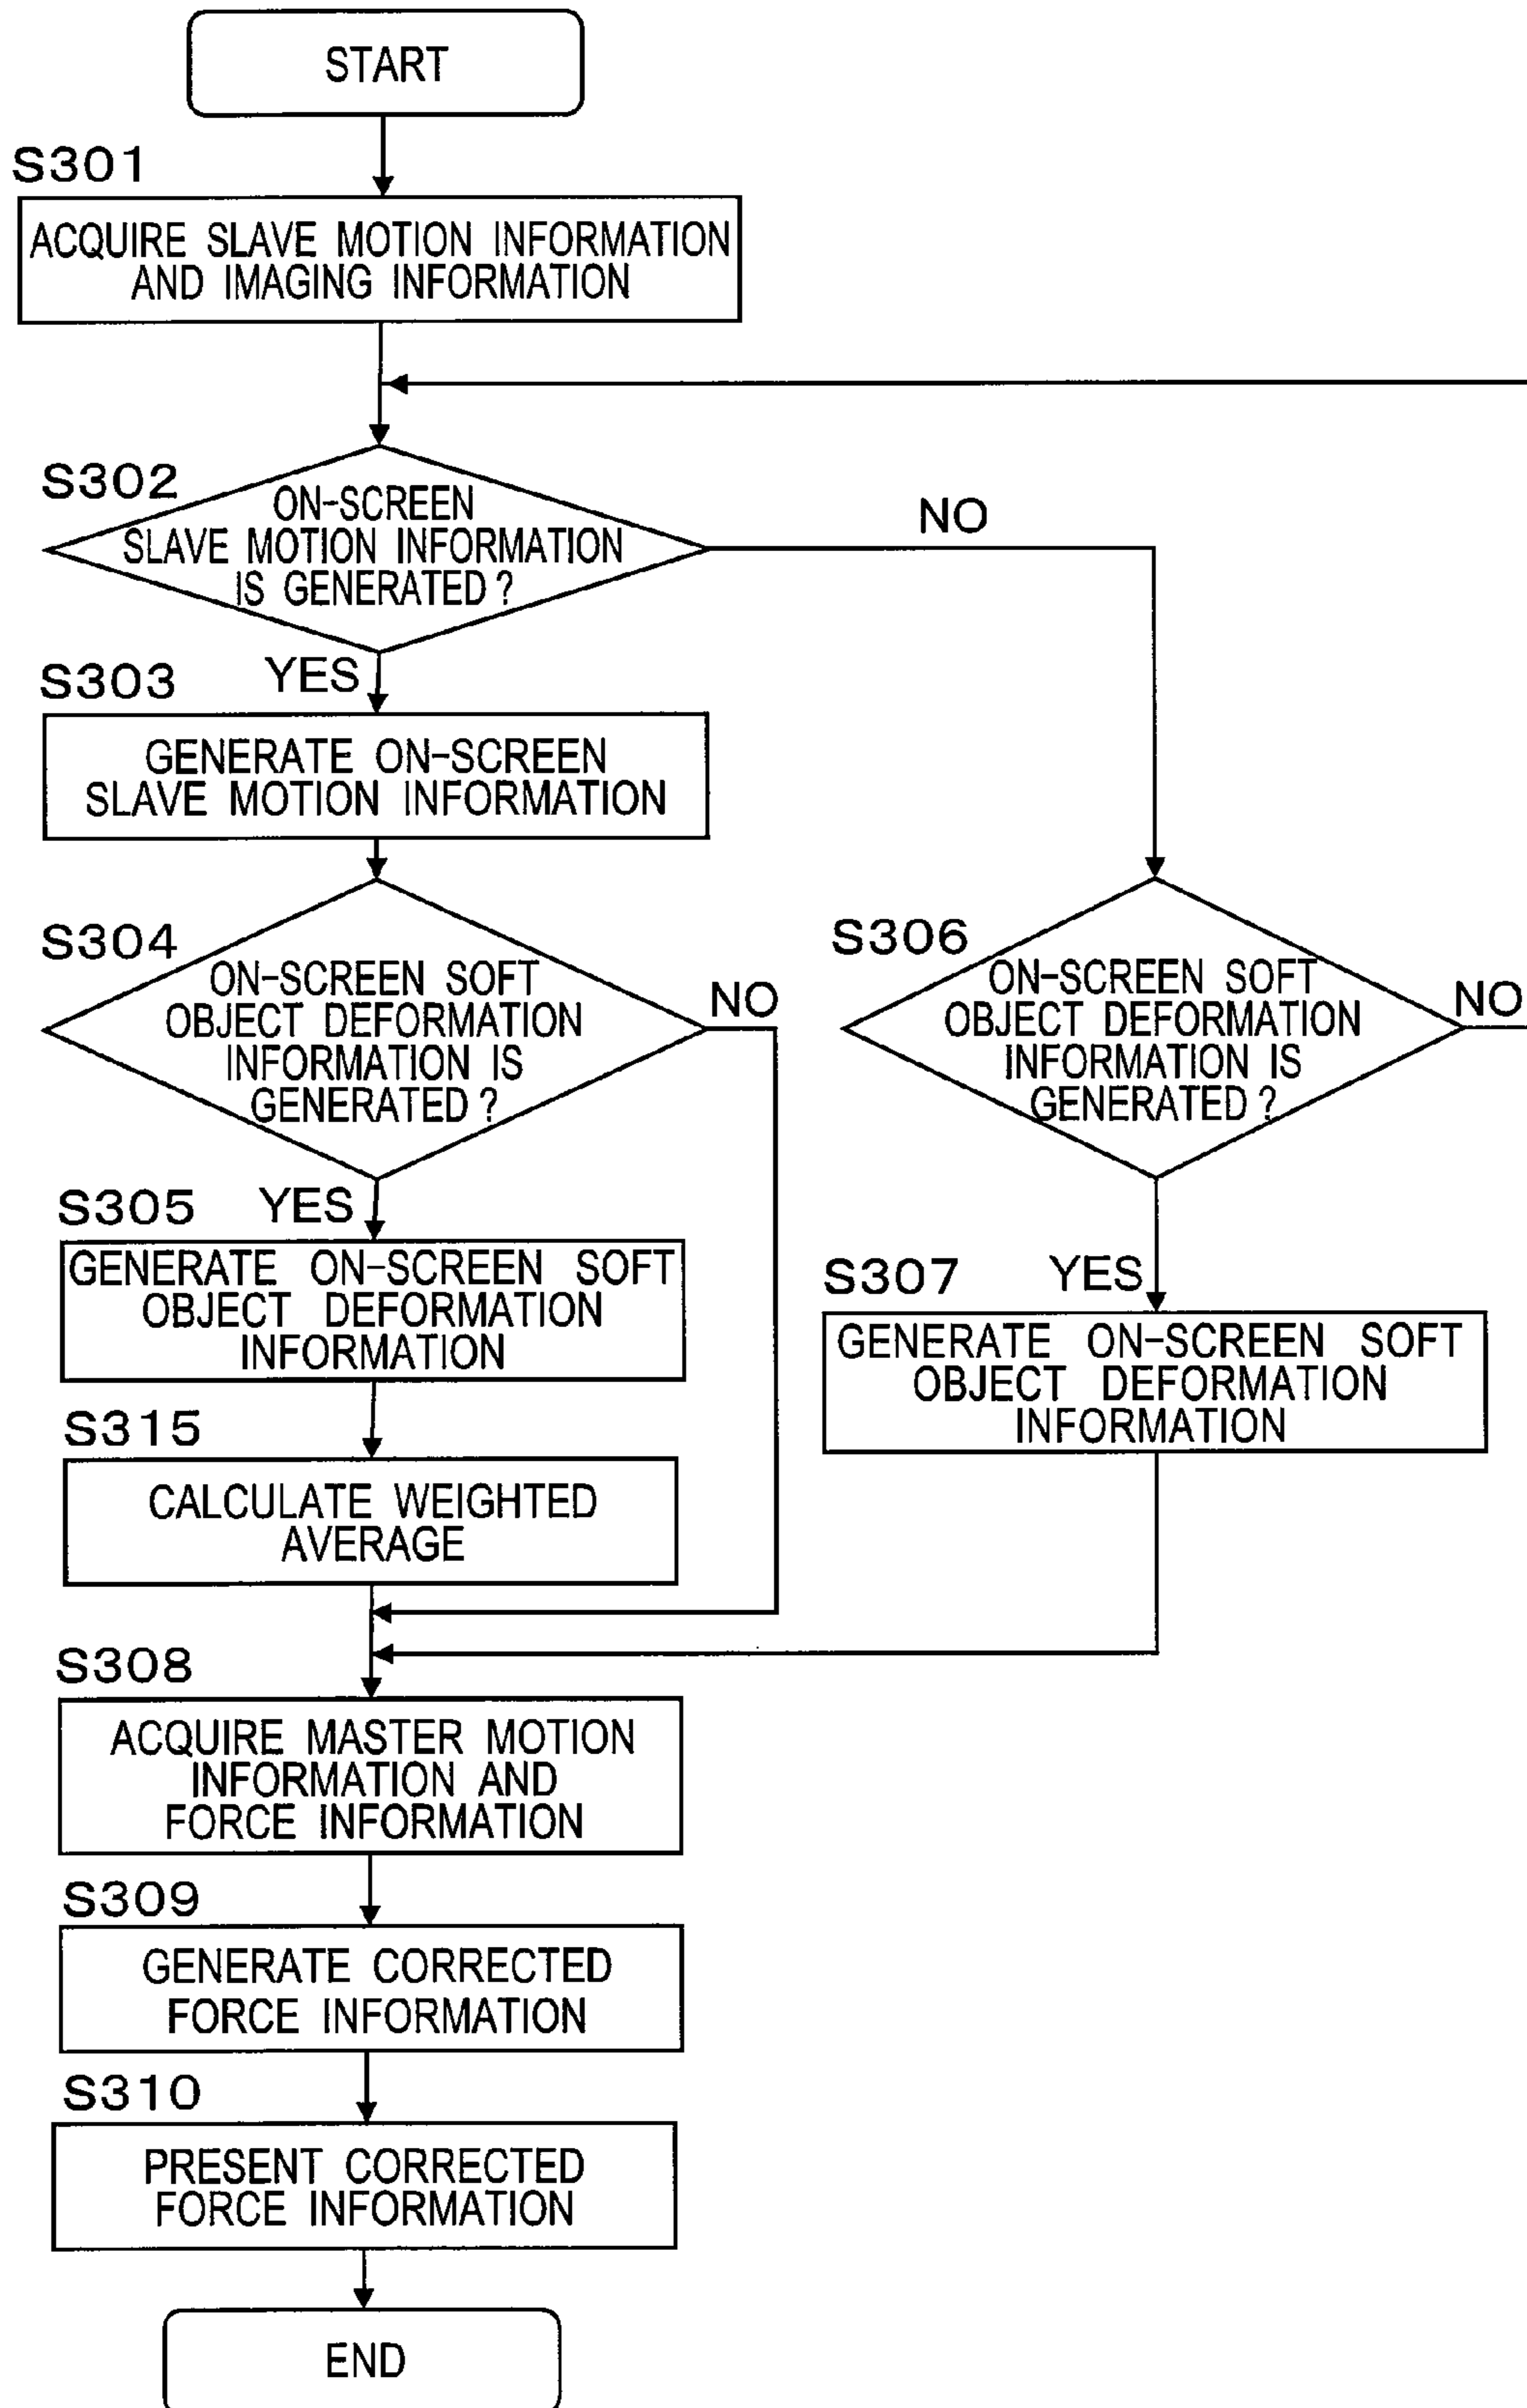 START
S301
ACQUIRE SLAVE MOTION INFORMATION
AND IMAGING INFORMATION
S302
ON-SCREEN
SLAVE MOTION INFORMATION
IS GENERATED?
NO
YES
S303
GENERATE ON-SCREEN
SLAVE MOTION INFORMATION
S304
ON-SCREEN SOFT
OBJECT DEFORMATION
INFORMATION IS
GENERATED?
NO
S306
ON-SCREEN SOFT
OBJECT DEFORMATION
INFORMATION IS
GENERATED?
NO
YES
S305
GENERATE ON-SCREEN SOFT
OBJECT DEFORMATION
INFORMATION
YES
S307
GENERATE ON-SCREEN SOFT
OBJECT DEFORMATION
INFORMATION
S315
CALCULATE WEIGHTED
AVERAGE
S308
ACQUIRE MASTER MOTION
INFORMATION AND
FORCE INFORMATION
S309
GENERATE CORRECTED
FORCE INFORMATION
S310
PRESENT CORRECTED
FORCE INFORMATION
END